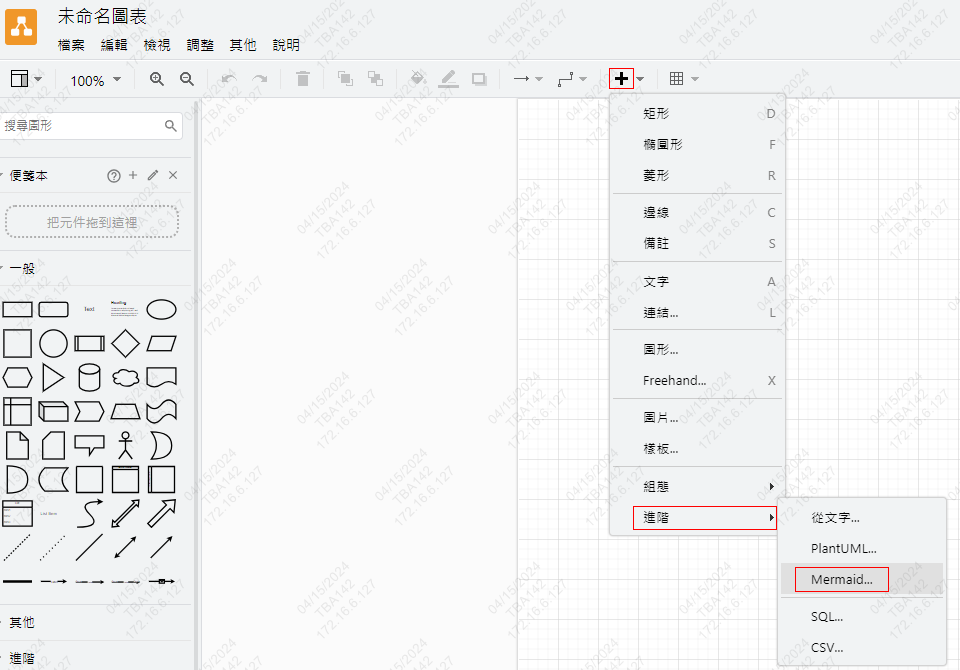 未命名圖表
檔案 編輯 檢視 調整 其他 說明
100%
搜尋圖形
便箋本
把元件拖到這裡
一般
Text
Heading
List Item
其他
進階
矩形 D
橢圓形 F
菱形 R
邊線 C
備註 S
文字 A
連結... L
圖形...
Freehand... X
圖片...
樣板...
組態
進階
從文字...
PlantUML...
Mermaid...
SQL...
CSV...
04/15/2024
TBA142
172.16.6.127